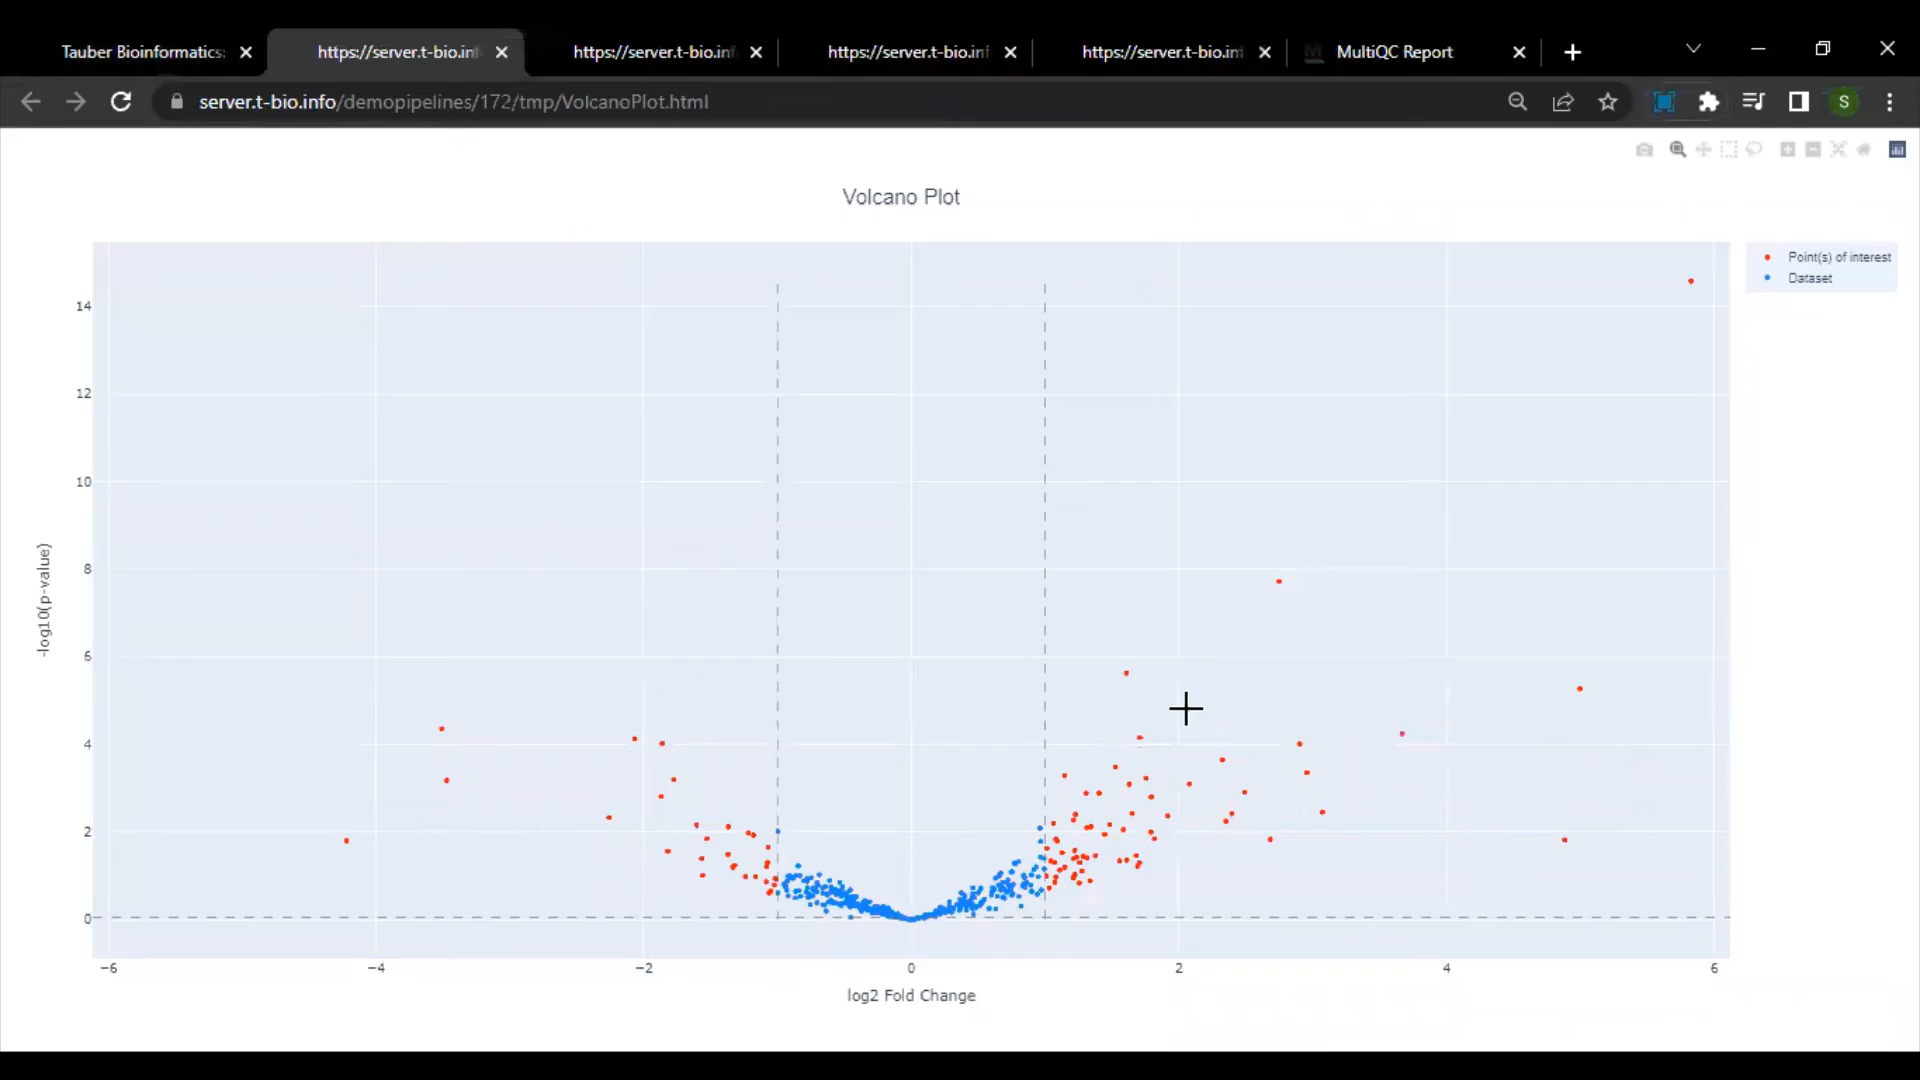 Tauber Bioinformatics:
https://server.t-bio.inf
https://server.t-bio.inf
https://server.t-bio.inf
https://server.t-bio.inf
MultiQC Report
server.t-bio.info/demopipelines/172/tmp/VolcanoPlot.html
S
Volcano Plot
Point(s) of interest
Dataset
14
12
10
8
6
4
2
0
-log10(p-value)
−6
−4
−2
0
2
4
6
log2 Fold Change